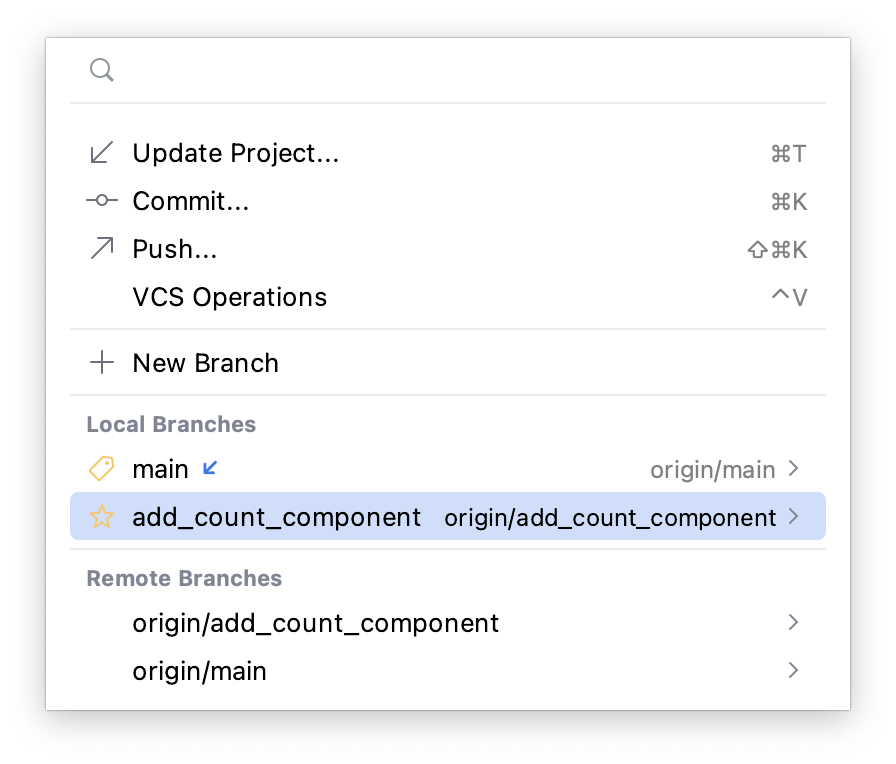 Update Project... ⌘T
Commit... ⌘K
Push... ⇧⌘K
VCS Operations ^V
New Branch
Local Branches
main origin/main
add_count_component origin/add_count_component
Remote Branches
origin/add_count_component
origin/main